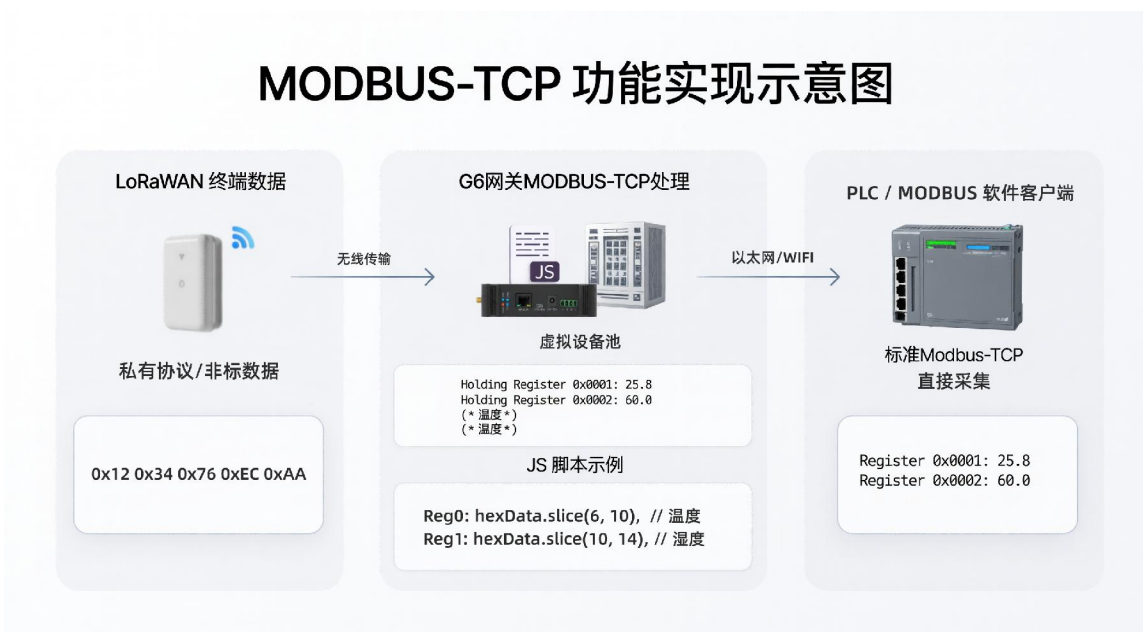 MODBUS-TCP 功能实现示意图
LoRaWAN 终端数据
无线传输
私有协议/非标数据
0x12 0x34 0x76 0xEC 0xAA
G6网关MODBUS-TCP处理
JS
虚拟设备池
Holding Register 0x0001: 25.8
Holding Register 0x0002: 60.0
(*温度*)
(*温度*)
JS 脚本示例
Reg0: hexData.slice(6, 10), // 温度
Reg1: hexData.slice(10, 14), // 湿度
以太网/WIFI
PLC / MODBUS 软件客户端
标准Modbus-TCP
直接采集
Register 0x0001: 25.8
Register 0x0002: 60.0